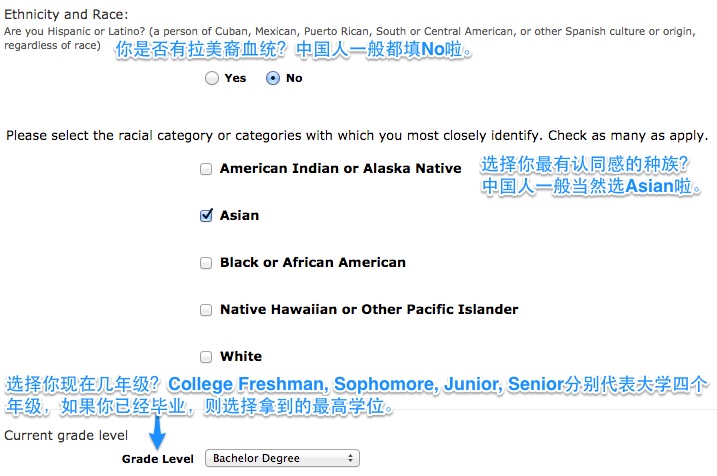 Ethnicity and Race:
Are you Hispanic or Latino? (a person of Cuban, Mexican, Puerto Rican, South or Central American, or other Spanish culture or origin,
regardless of race) 你是否有拉美裔血统？中国人一般都填No啦。
Yes No
Please select the racial category or categories with which you most closely identify. Check as many as apply.
American Indian or Alaska Native 选择你最有认同感的种族？
中国人一般当然选Asian啦。
Asian
Black or African American
Native Hawaiian or Other Pacific Islander
White
选择你现在几年级？College Freshman, Sophomore, Junior, Senior分别代表大学四个
年级，如果你已经毕业，则选择拿到的最高学位。
Current grade level
Grade Level Bachelor Degree